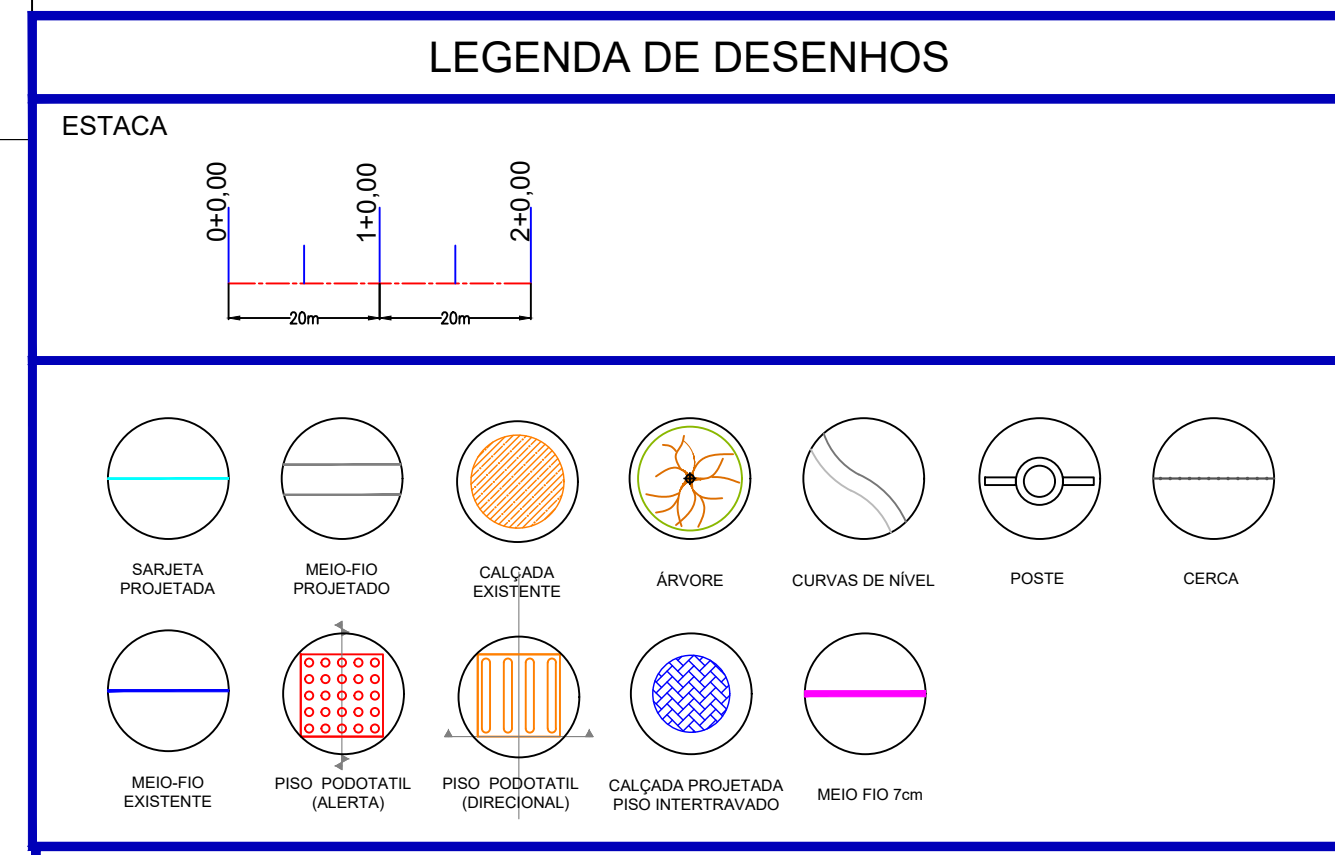 LEGENDA DE DESENHOS
ESTACA
0+0,00
1+0,00
2+0,00
20m
20m
SARJETA
PROJETADA
MEIO-FIO
PROJETADO
CALÇADA
EXISTENTE
ÁRVORE
CURVAS DE NÍVEL
POSTE
CERCA
MEIO-FIO
EXISTENTE
PISO PODOTATIL
(ALERTA)
PISO PODOTATIL
(DIRECIONAL)
CALÇADA PROJETADA
PISO INTERTRAVADO
MEIO FIO 7cm